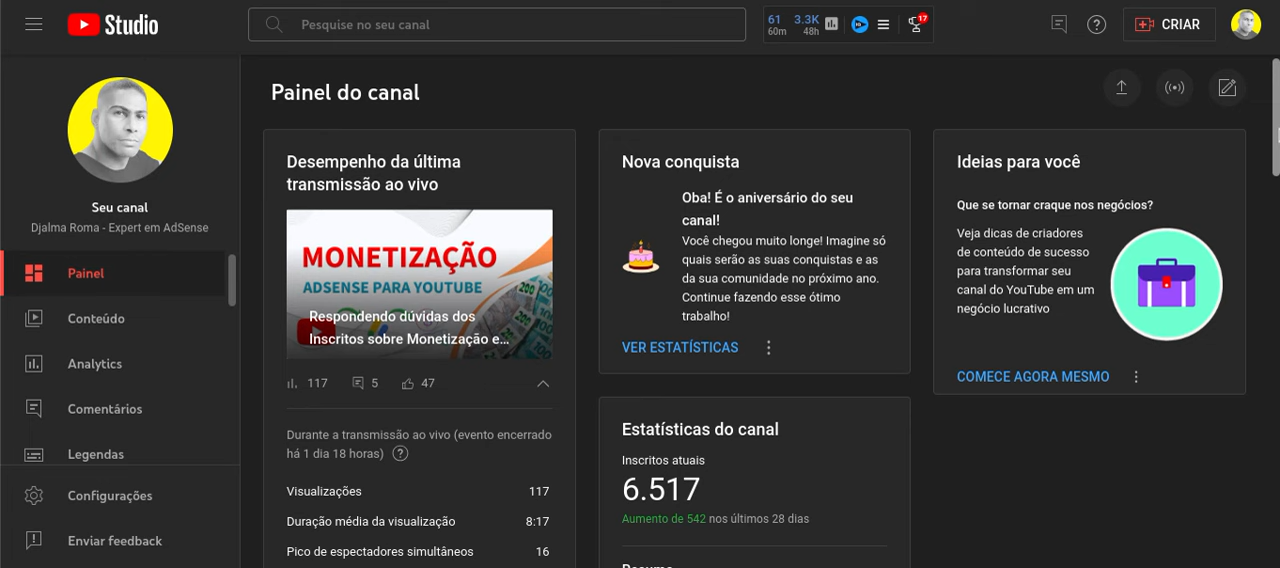 Studio
Pesquise no seu canal
61 3.3K
60m 48h
17
CRIAR
Seu canal
Djalma Roma - Expert em AdSense
Painel
Conteúdo
Analytics
Comentários
Legendas
Configurações
Enviar feedback
Painel do canal
Desempenho da última
transmissão ao vivo
MONETIZAÇÃO
ADSENSE PARA YOUTUBE
Respondendo dúvidas dos
Inscritos sobre Monetização e...
200
200
117 5 47
Durante a transmissão ao vivo (evento encerrado
há 1 dia 18 horas)
Visualizações 117
Duração média da visualização 8:17
Pico de espectadores simultâneos 16
Nova conquista
Oba! É o aniversário do seu
canal!
Você chegou muito longe! Imagine só
quais serão as suas conquistas e as
da sua comunidade no próximo ano.
Continue fazendo esse ótimo
trabalho!
VER ESTATÍSTICAS
Estatísticas do canal
Inscritos atuais
6.517
Aumento de 542 nos últimos 28 dias
Resumo
Ideias para você
Que se tornar craque nos negócios?
Veja dicas de criadores
de conteúdo de sucesso
para transformar seu
canal do YouTube em um
negócio lucrativo
COMECE AGORA MESMO